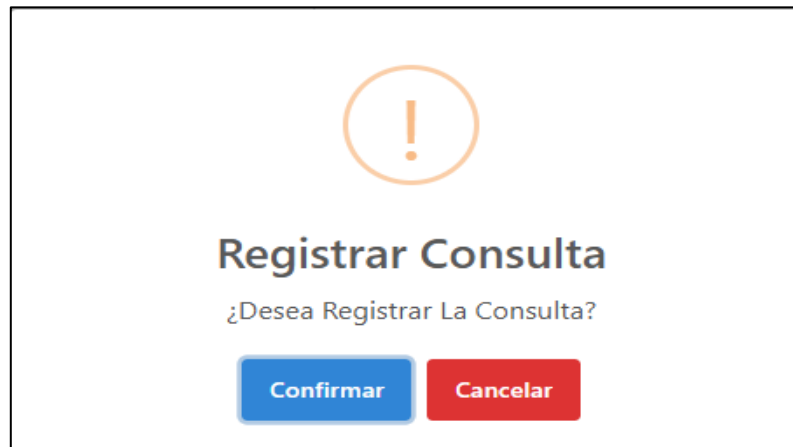 !
Registrar Consulta
¿Desea Registrar La Consulta?
Confirmar Cancelar